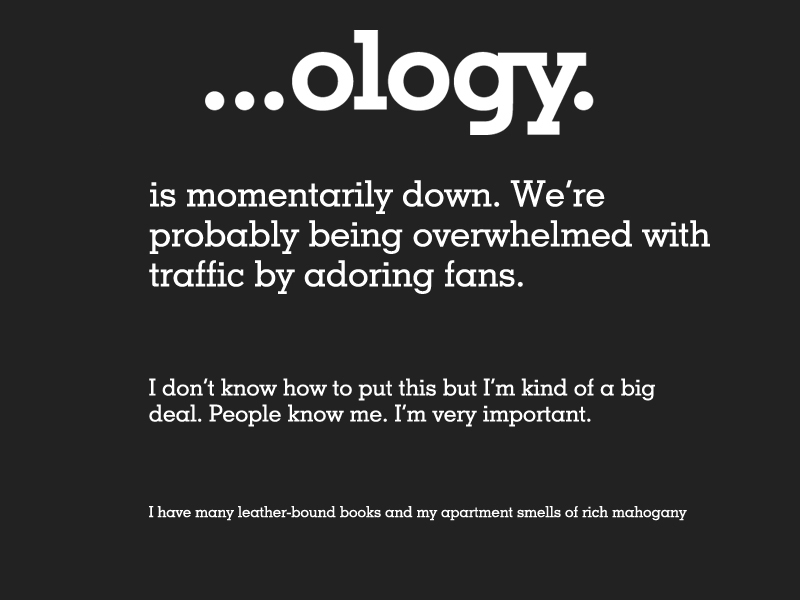 ...ology.
is momentarily down. We’re
probably being overwhelmed with
traffic by adoring fans.
I don’t know how to put this but I’m kind of a big
deal. People know me. I’m very important.
I have many leather-bound books and my apartment smells of rich mahogany